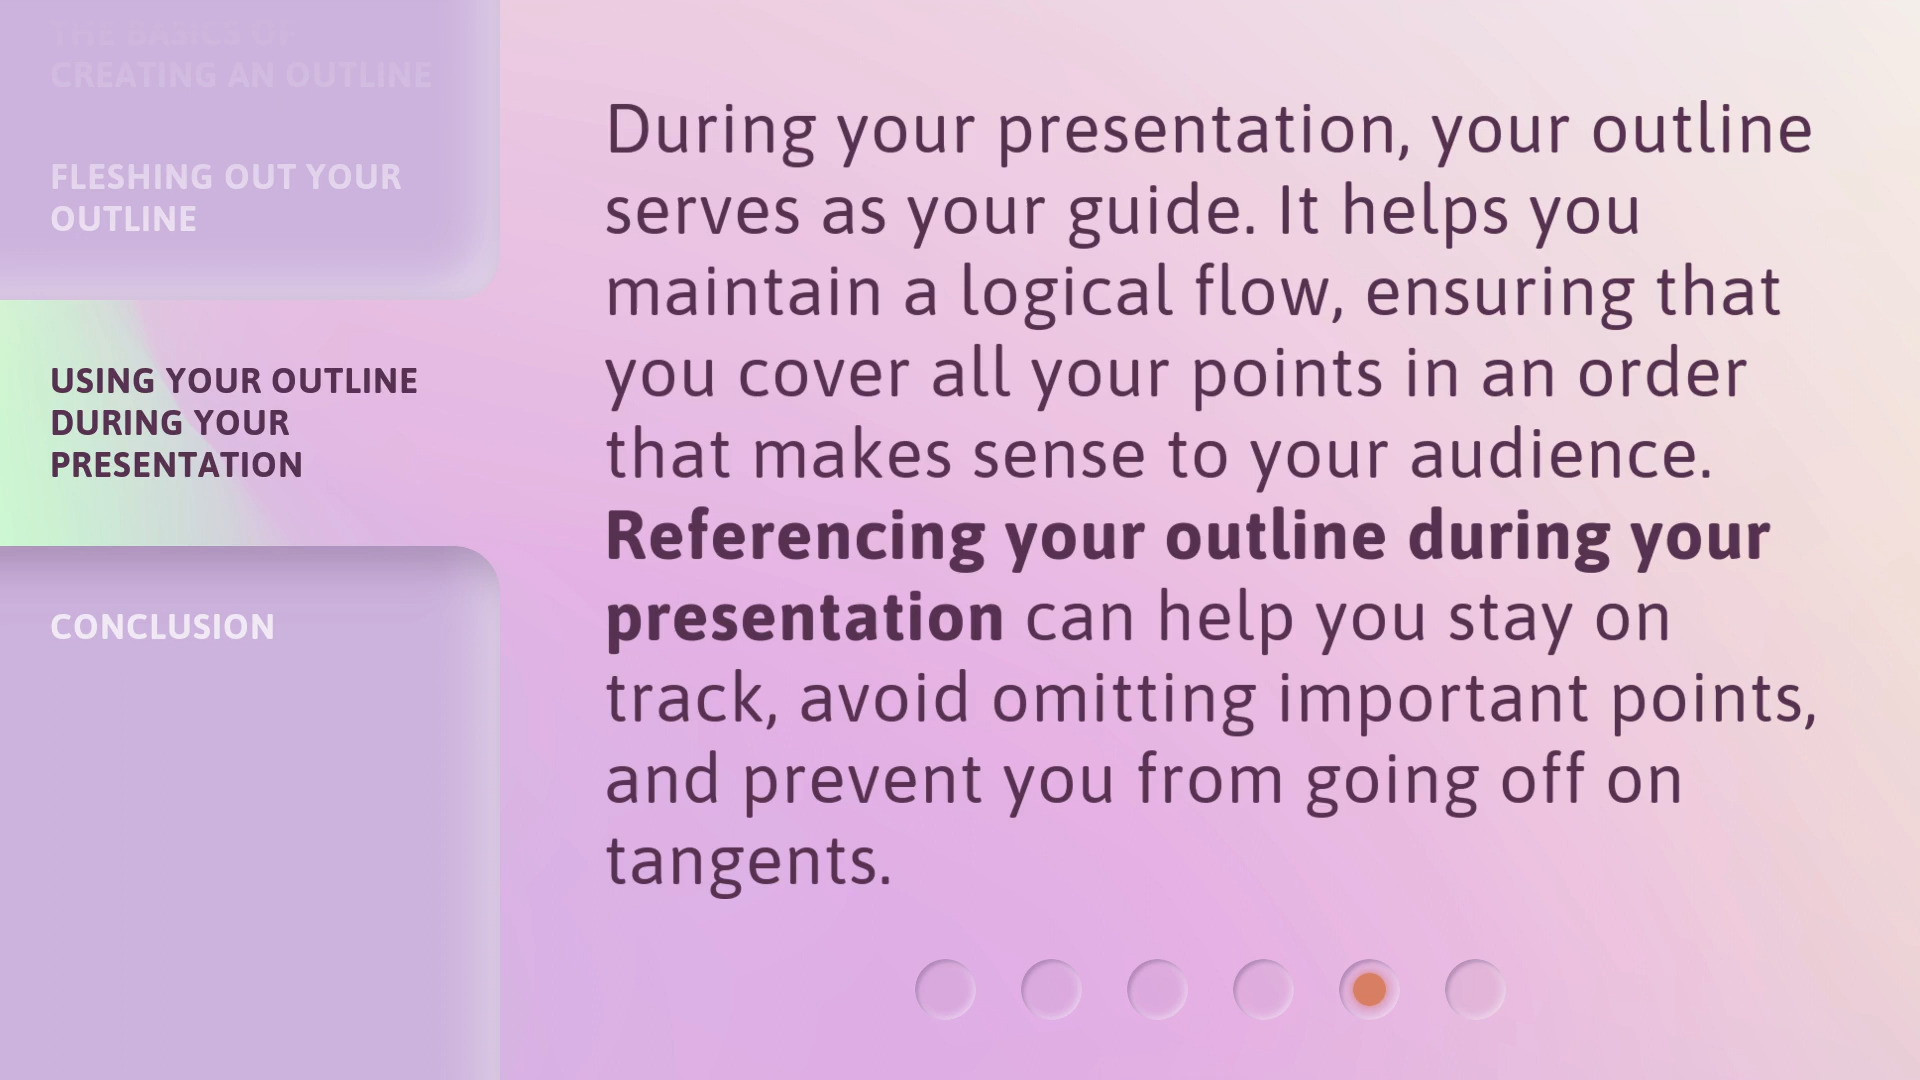 THE BASICS OF
CREATING AN OUTLINE
FLESHING OUT YOUR
OUTLINE
USING YOUR OUTLINE
DURING YOUR
PRESENTATION
CONCLUSION
During your presentation, your outline
serves as your guide. It helps you
maintain a logical flow, ensuring that
you cover all your points in an order
that makes sense to your audience.
Referencing your outline during your
presentation can help you stay on
track, avoid omitting important points,
and prevent you from going off on
tangents.